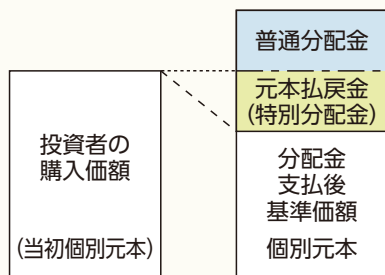 普通分配金
元本払戻金
(特別分配金)
投資者の
購入価額
(当初個別元本)
分配金
支払後
基準価額
個別元本